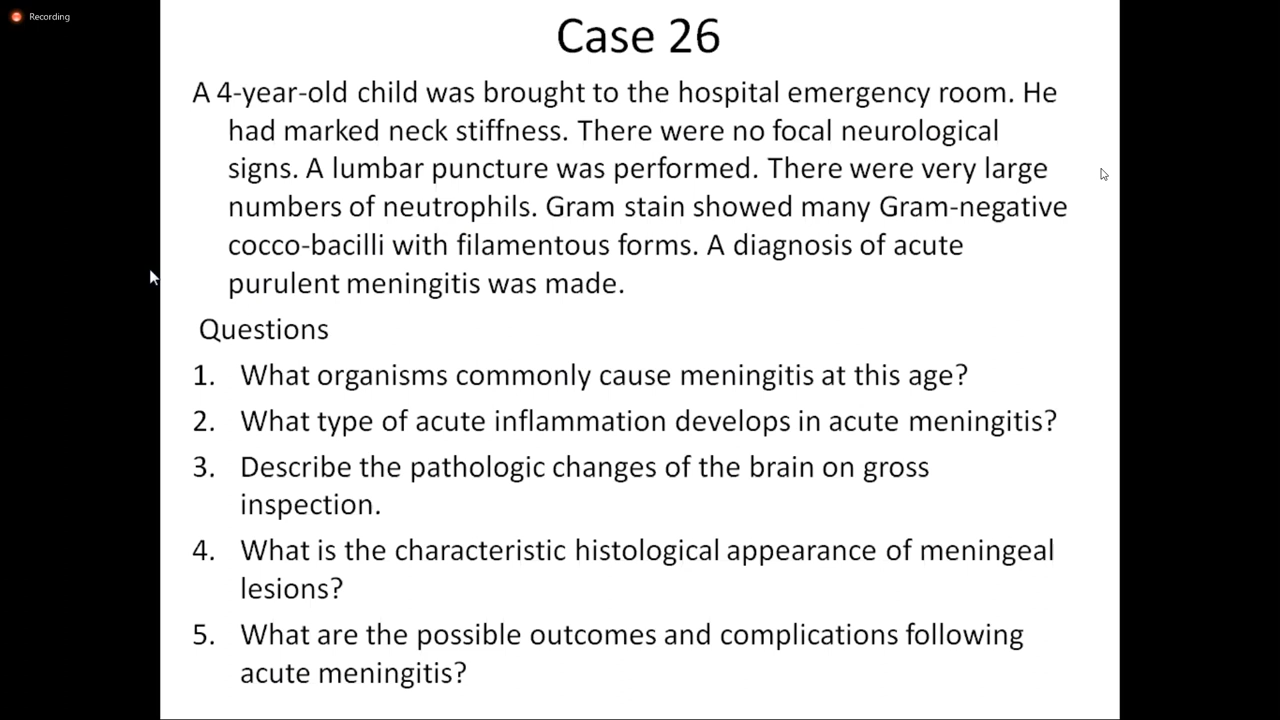 Recording
Case 26
A 4-year-old child was brought to the hospital emergency room. He
had marked neck stiffness. There were no focal neurological
signs. A lumbar puncture was performed. There were very large
numbers of neutrophils. Gram stain showed many Gram-negative
cocco-bacilli with filamentous forms. A diagnosis of acute
purulent meningitis was made.
Questions
1. What organisms commonly cause meningitis at this age?
2. What type of acute inflammation develops in acute meningitis?
3. Describe the pathologic changes of the brain on gross
inspection.
4. What is the characteristic histological appearance of meningeal
lesions?
5. What are the possible outcomes and complications following
acute meningitis?